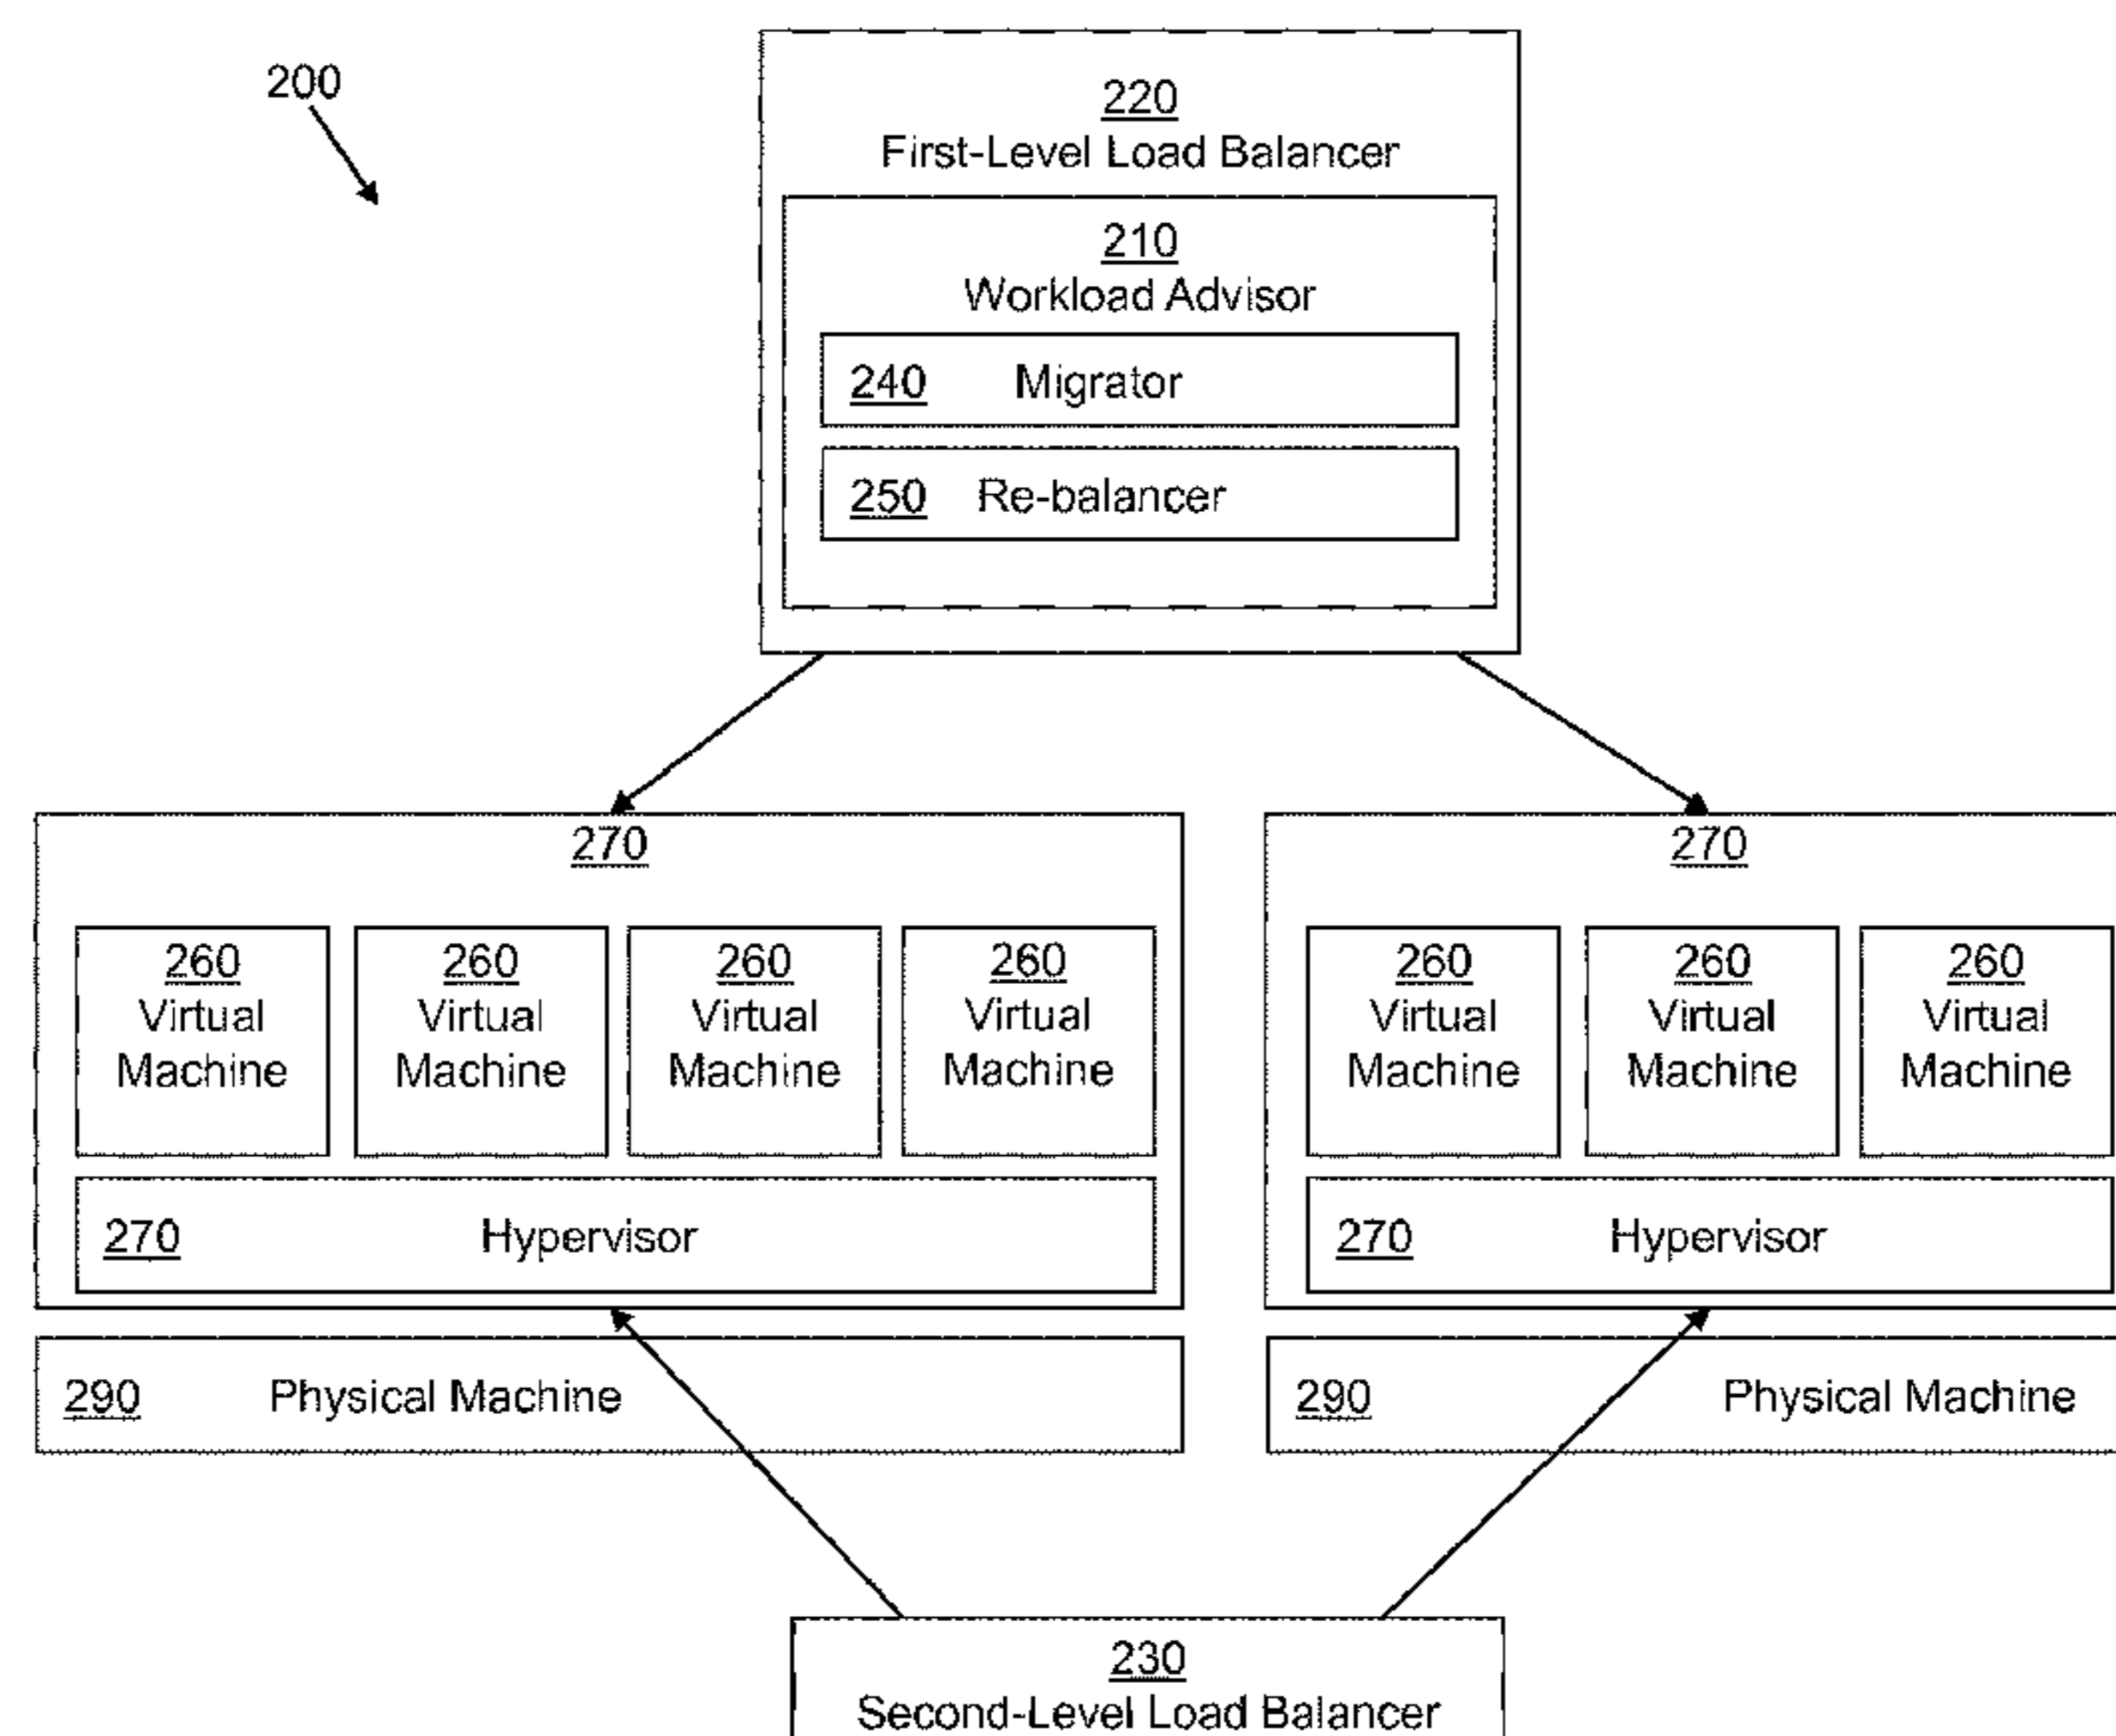 200
220
First-Level Load Balancer
210
Workload Advisor
240 Migrator
250 Re-balancer
270
270
260 260 260 260
Virtual Virtual Virtual Virtual
Machine Machine Machine Machine
260 260 260
Virtual Virtual Virtual
Machine Machine Machine
270 Hypervisor
270 Hypervisor
290 Physical Machine
290 Physical Machine
230
Second-Level Load Balancer